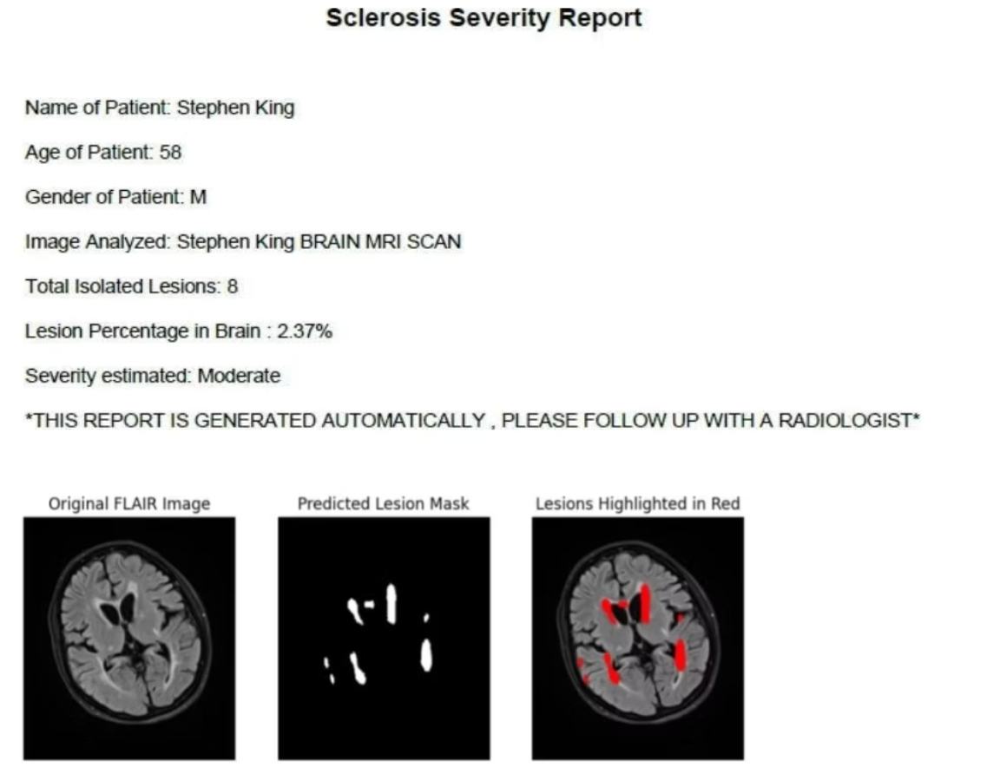 Sclerosis Severity Report
Name of Patient: Stephen King
Age of Patient: 58
Gender of Patient: M
Image Analyzed: Stephen King BRAIN MRI SCAN
Total Isolated Lesions: 8
Lesion Percentage in Brain : 2.37%
Severity estimated: Moderate
*THIS REPORT IS GENERATED AUTOMATICALLY , PLEASE FOLLOW UP WITH A RADIOLOGIST*
Original FLAIR Image
Predicted Lesion Mask
Lesions Highlighted in Red